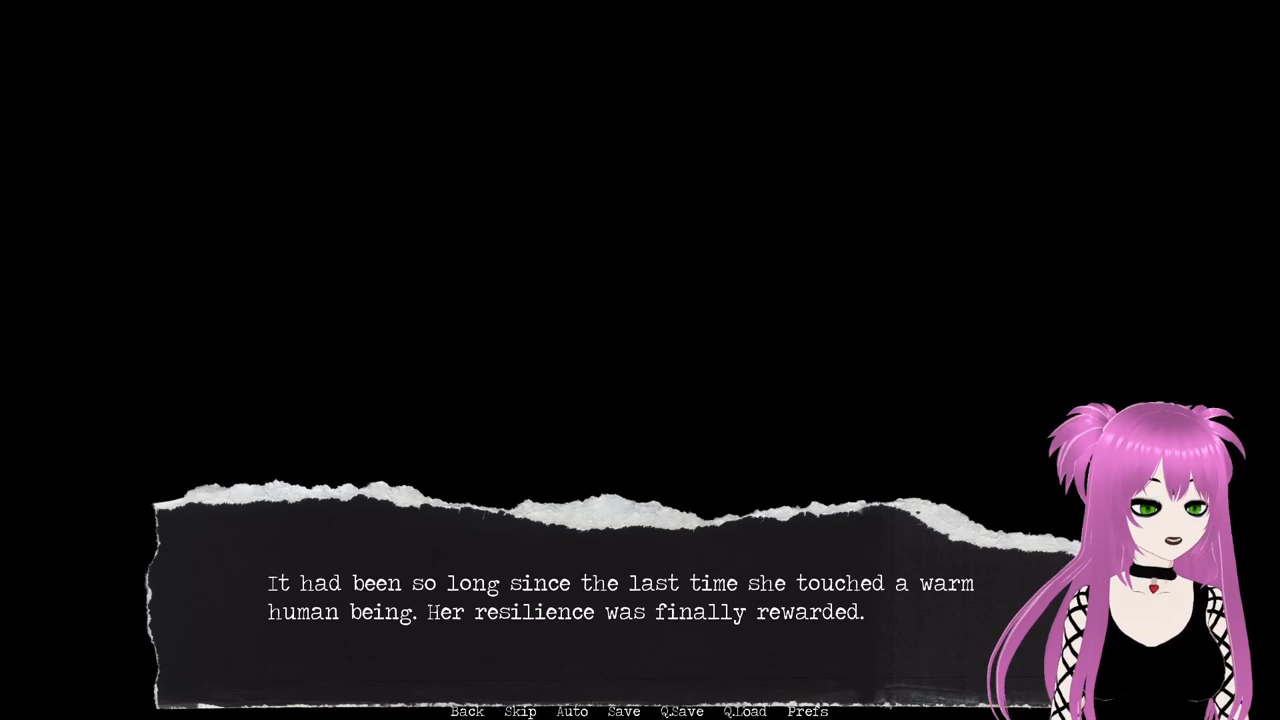 It had been so long since the last time she touched a warm
human being. Her resilience was finally rewarded.
Back Skip Auto Save Q.Save Q.Load Prefs